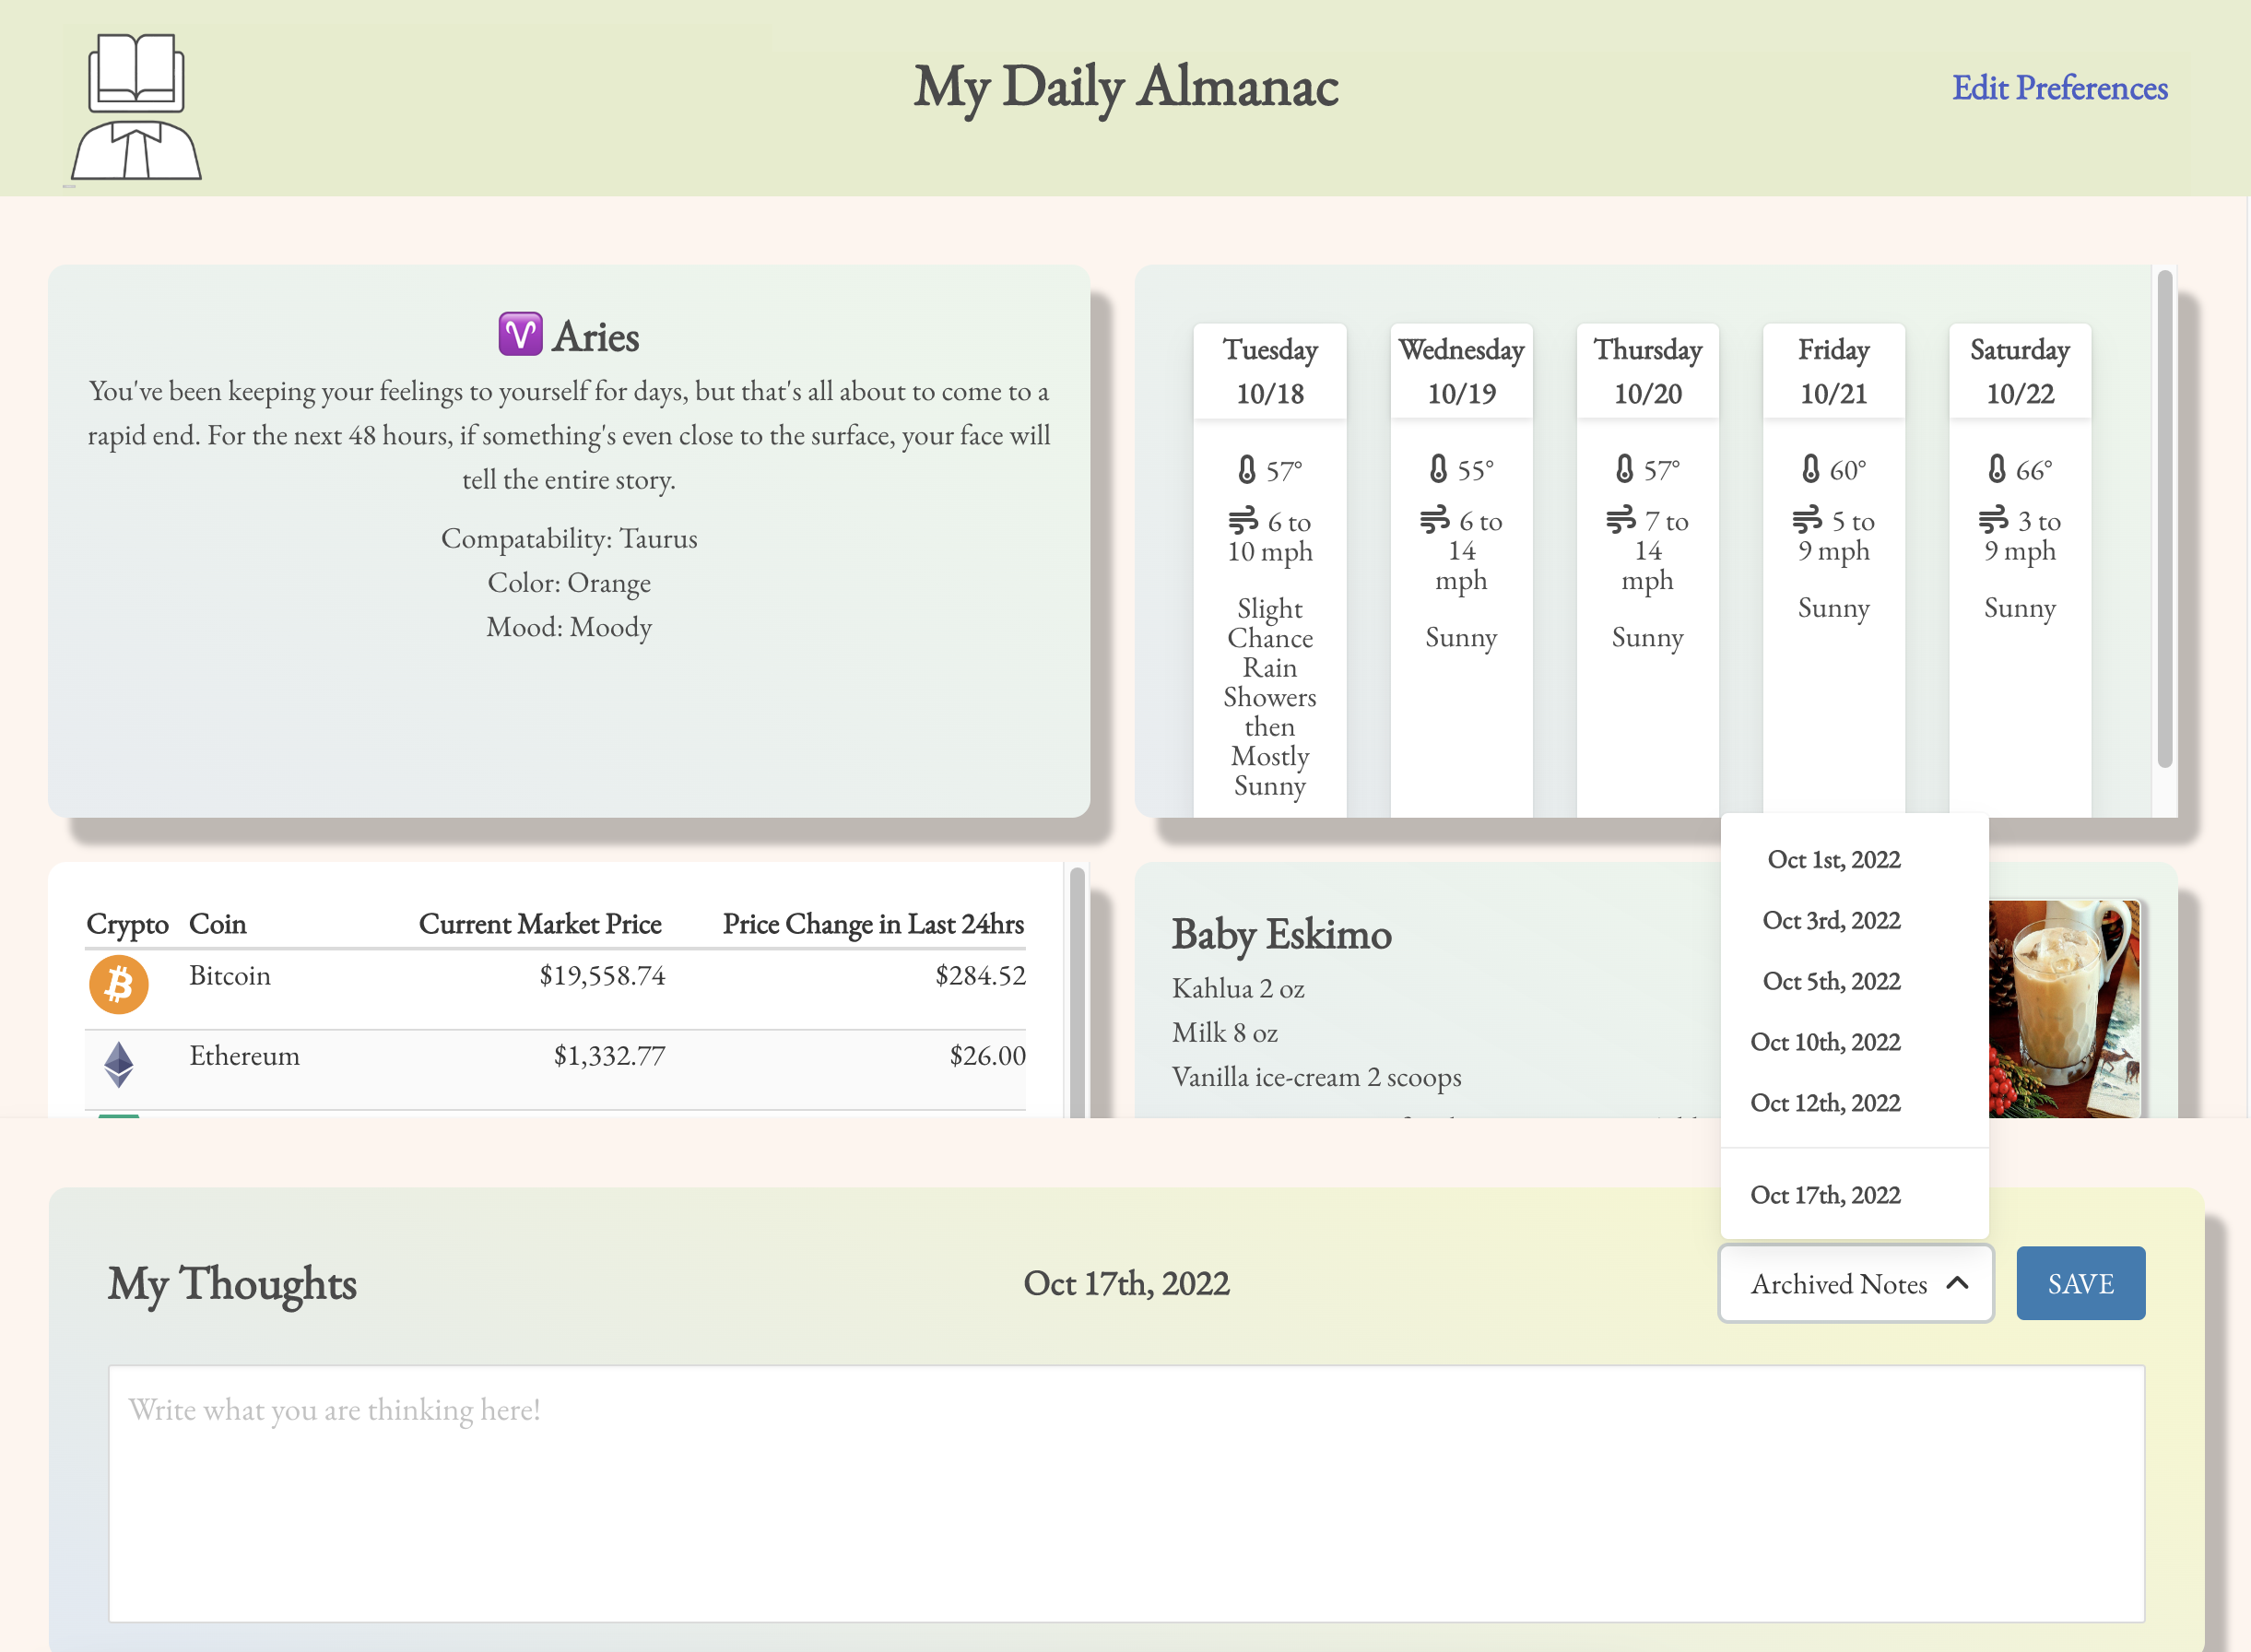 My Daily Almanac
Edit Preferences
Aries
You've been keeping your feelings to yourself for days, but that's all about to come to a
rapid end. For the next 48 hours, if something's even close to the surface, your face will
tell the entire story.
Compatability: Taurus
Color: Orange
Mood: Moody
Tuesday
10/18
57°
6 to
10 mph
Slight
Chance
Rain
Showers
then
Mostly
Sunny
Wednesday
10/19
55°
6 to
14
mph
Sunny
Thursday
10/20
57°
7 to
14
mph
Sunny
Friday
10/21
60°
5 to
9 mph
Sunny
Saturday
10/22
66°
3 to
9 mph
Sunny
Crypto Coin Current Market Price Price Change in Last 24hrs
Bitcoin $19,558.74 $284.52
Ethereum $1,332.77 $26.00
Baby Eskimo
Kahlua 2 oz
Milk 8 oz
Vanilla ice-cream 2 scoops
Oct 1st, 2022
Oct 3rd, 2022
Oct 5th, 2022
Oct 10th, 2022
Oct 12th, 2022
Oct 17th, 2022
My Thoughts
Oct 17th, 2022
Archived Notes
SAVE
Write what you are thinking here!